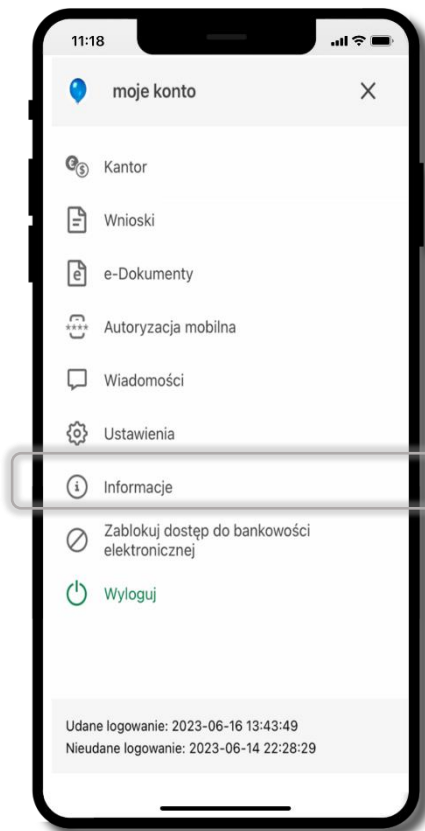 11:18
moje konto
Kantor
Wnioski
e-Dokumenty
Autoryzacja mobilna
Wiadomości
Ustawienia
Informacje
Zablokuj dostęp do bankowości
elektronicznej
Wyloguj
Udane logowanie: 2023-06-16 13:43:49
Nieudane logowanie: 2023-06-14 22:28:29